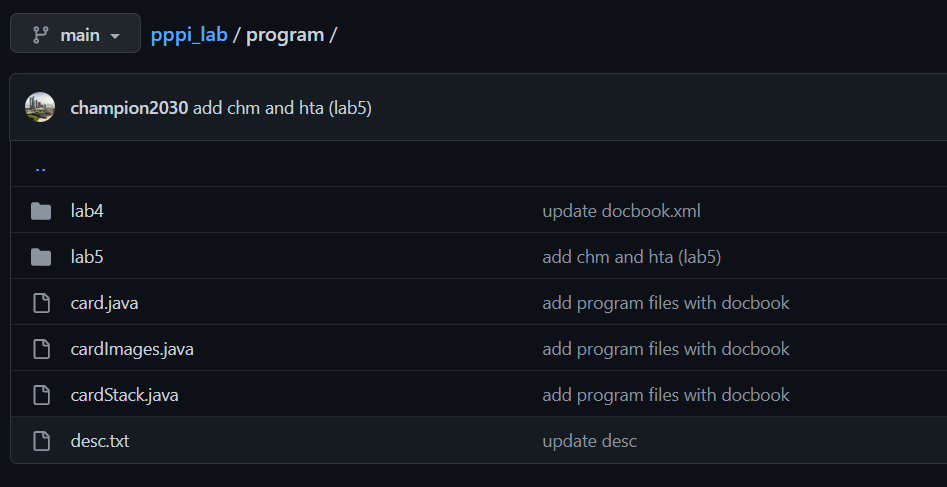 main pppi_lab / program /
champion2030 add chm and hta (lab5)
..
lab4 update docbook.xml
lab5 add chm and hta (lab5)
card.java add program files with docbook
cardImages.java add program files with docbook
cardStack.java add program files with docbook
desc.txt update desc